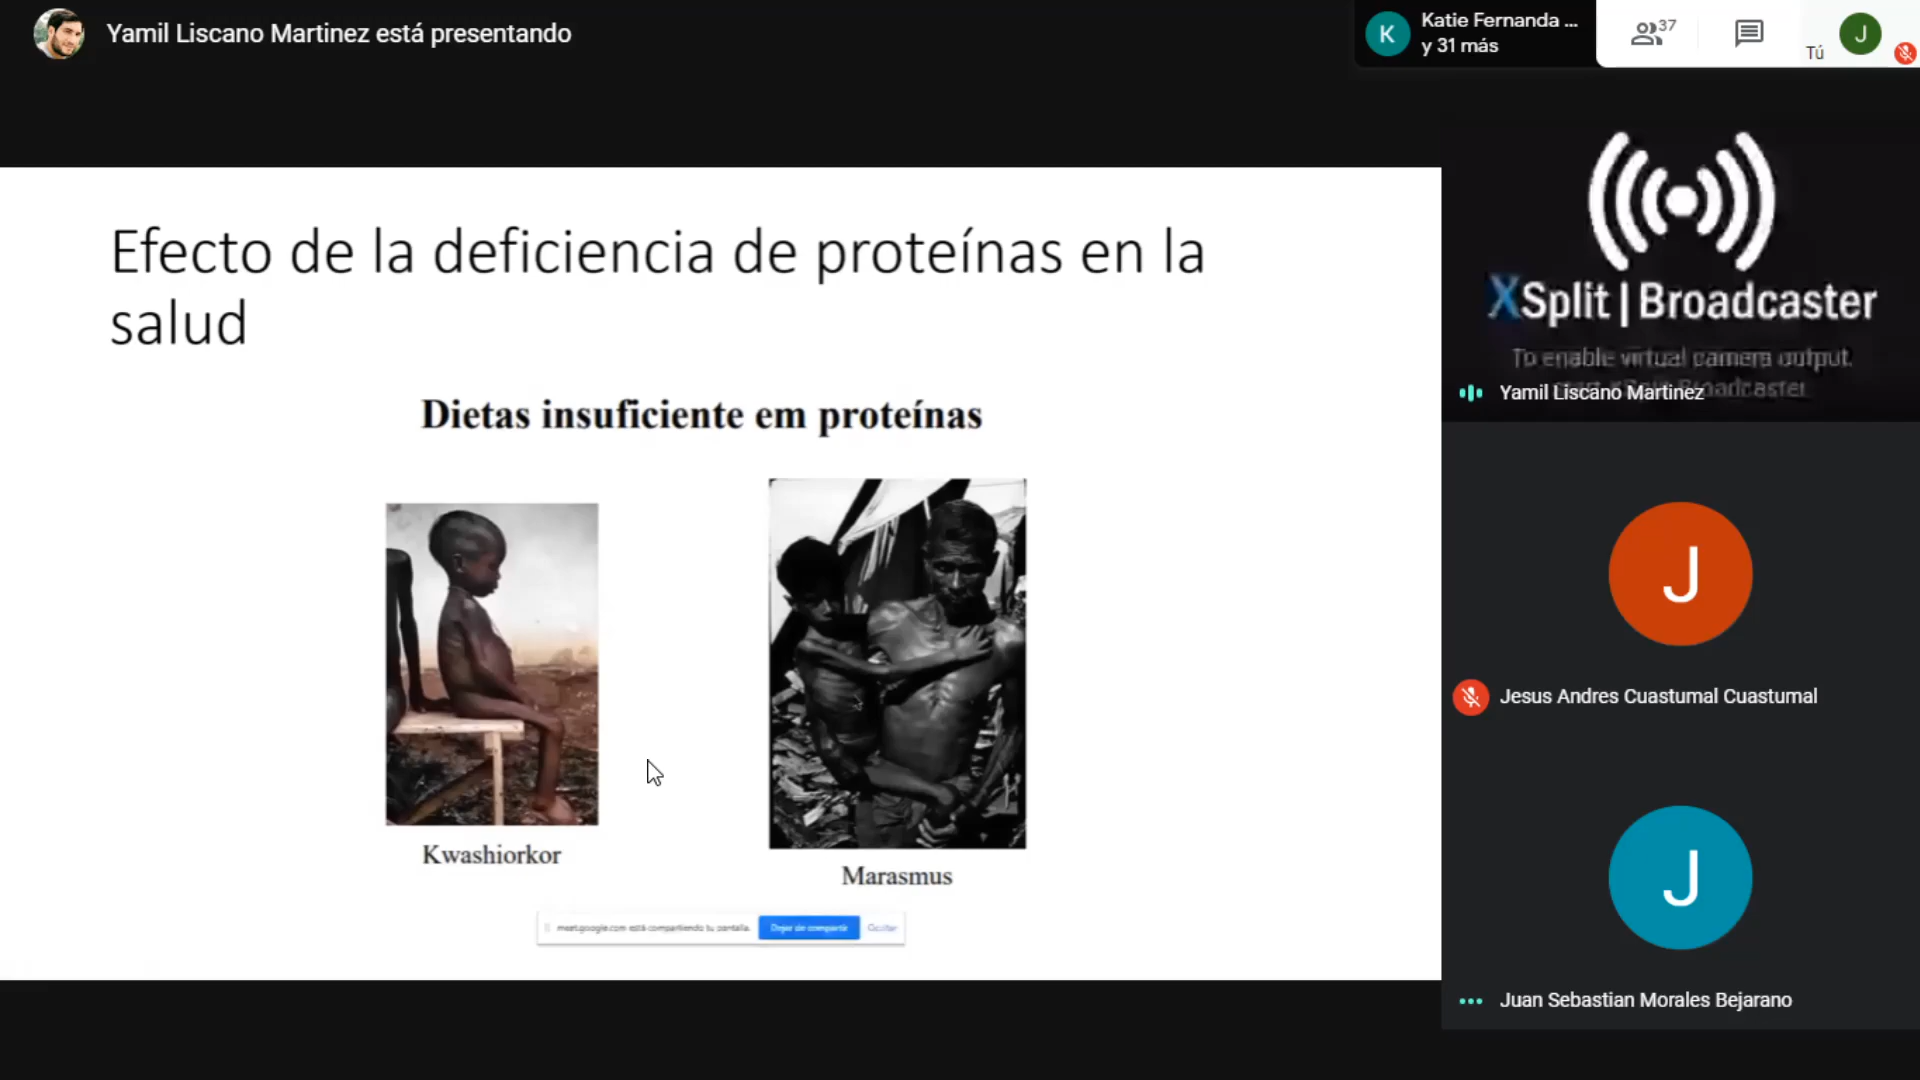 Yamil Liscano Martinez está presentando
K
Katie Fernanda ...
y 31 más
37
Tú
J
Efecto de la deficiencia de proteínas en la
salud
Dietas insuficiente em proteínas
Kwashiorkor
Marasmus
meet.google.com está compartiendo tu pantalla.
Dejar de compartir
Ocultar
XSplit | Broadcaster
To enable virtual camera output
Broadcaster
Yamil Liscano Martinez
J
Jesus Andres Cuastumal Cuastumal
J
Juan Sebastian Morales Bejarano